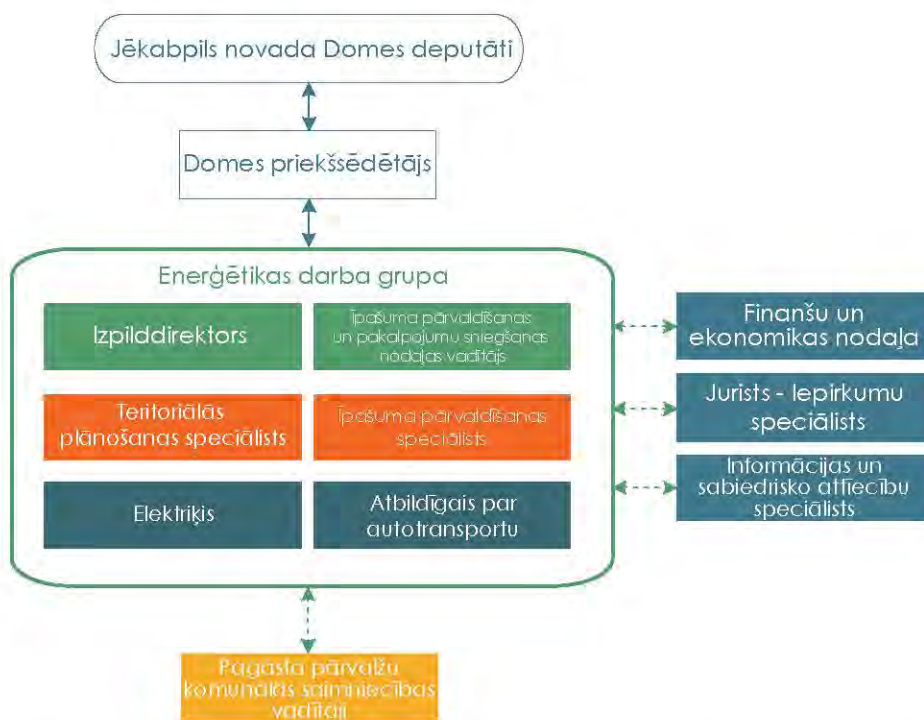 Jēkabpils novada Domes deputāti
Domes priekšsēdētājs
Enerģētikas darba grupa
Izpilddirektors
Īpašuma pārvaldīšanas
un pakalpojumu sniegšanas
nodaļas vadītājs
Teritoriālās
plānošanas speciālists
Īpašuma pārvaldīšanas
speciālists
Elektriķis
Atbildīgais par
autotransportu
Finanšu un
ekonomikas nodaļa
Jurists - Iepirkumu
speciālists
Informācijas un
sabiedrisko attiecību
speciālists
Pagasta pārvalžu
komunālās saimniecības
vadītāji